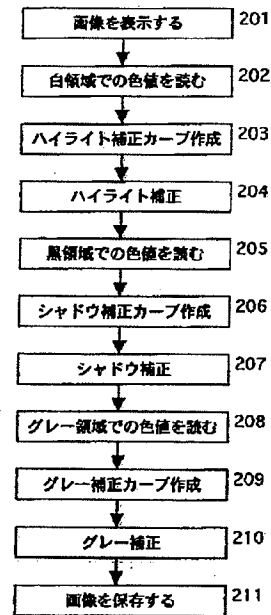 画像を表示する 201
白領域での色値を読む 202
ハイライト補正カーブ作成 203
ハイライト補正 204
黒領域での色値を読む 205
シャドウ補正カーブ作成 206
シャドウ補正 207
グレー領域での色値を読む 208
グレー補正カーブ作成 209
グレー補正 210
画像を保存する 211